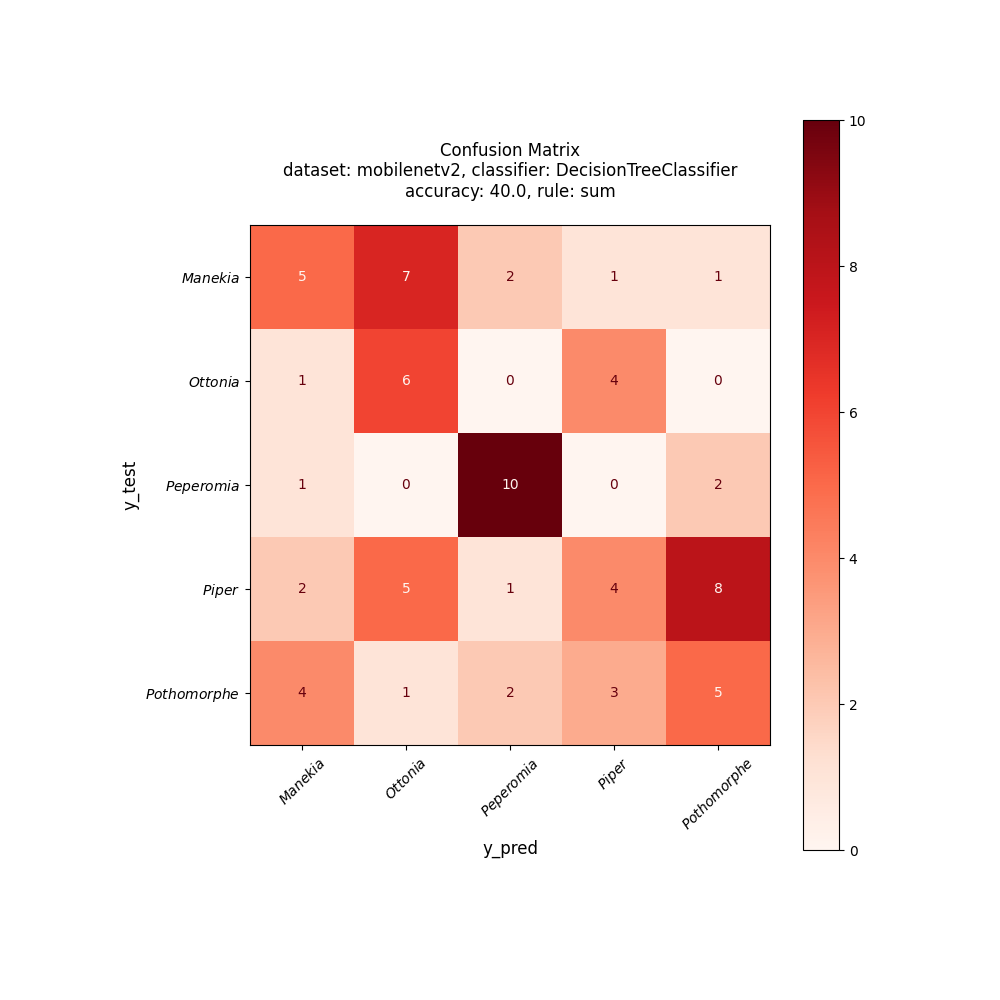 Confusion Matrix
dataset: mobilenetv2, classifier: DecisionTreeClassifier
accuracy: 40.0, rule: sum
y_test
Manekia 5 7 2 1 1
Ottonia 1 6 0 4 0
Peperomia 1 0 10 0 2
Piper 2 5 1 4 8
Pothomorphe 4 1 2 3 5
Manekia Ottonia Peperomia Piper Pothomorphe
y_pred
10
8
6
4
2
0